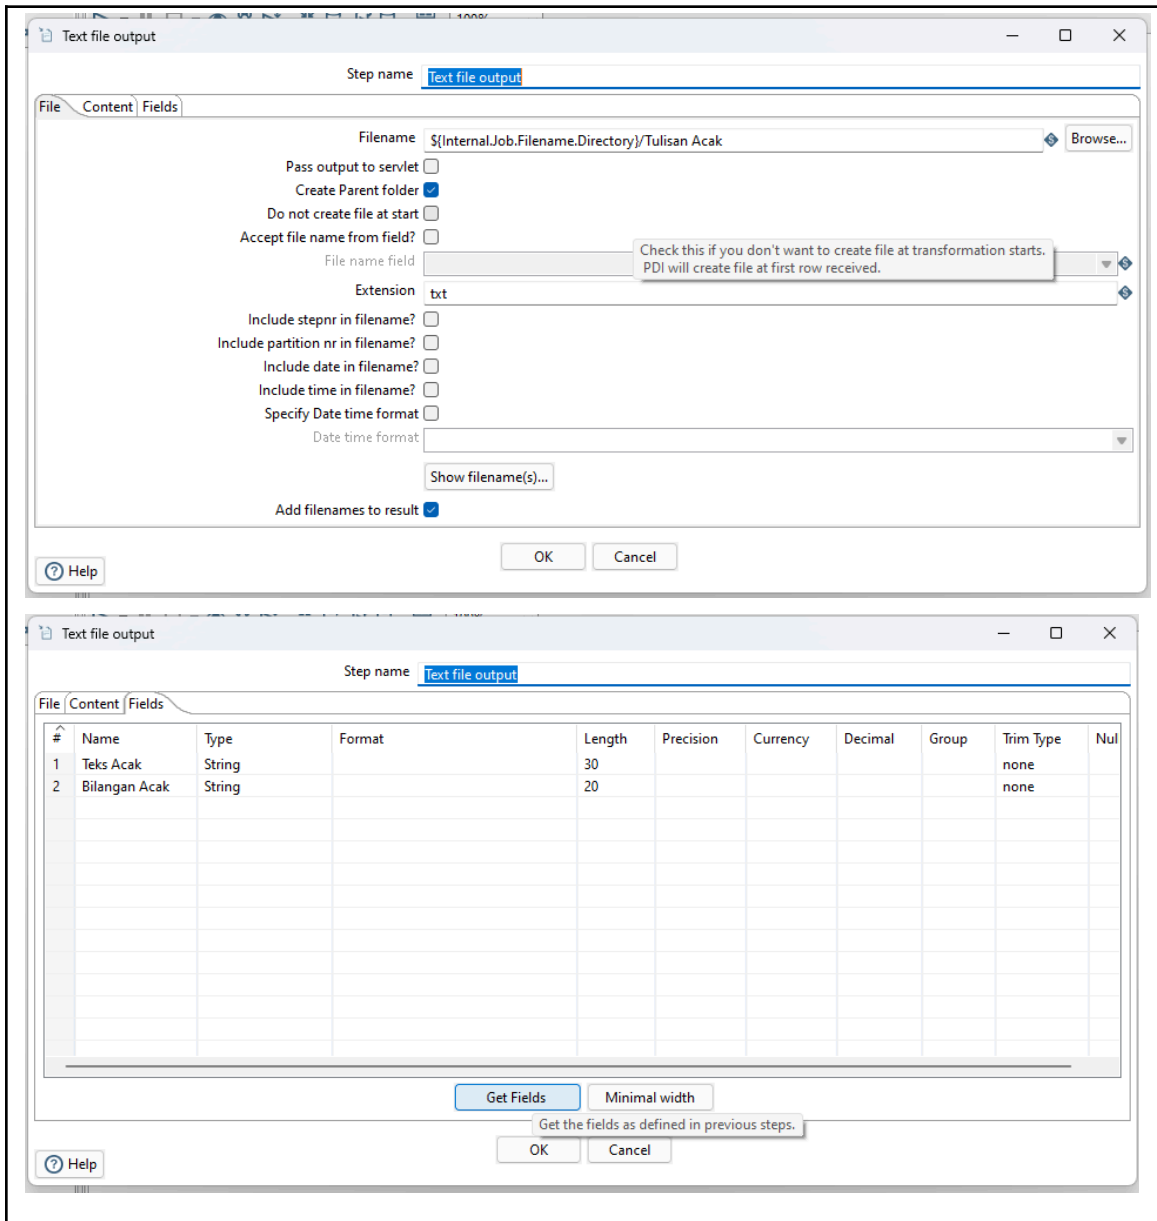 100%
Text file output
Step name Text file output
File Content Fields
Filename ${Internal.Job.Filename.Directory}/Tulisan Acak Browse...
Pass output to servlet
Create Parent folder
Do not create file at start
Accept file name from field?
Check this if you don't want to create file at transformation starts.
File name field
PDI will create file at first row received.
Extension txt
Include stepnr in filename?
Include partition nr in filename?
Include date in filename?
Include time in filename?
Specify Date time format
Date time format
Show filename(s)...
Add filenames to result
OK Cancel
Help
Text file output
Step name Text file output
File Content Fields
# Name Type Format Length Precision Currency Decimal Group Trim Type Nul
1 Teks Acak String 30 none
2 Bilangan Acak String 20 none
Get Fields Minimal width
Get the fields as defined in previous steps.
OK Cancel
Help